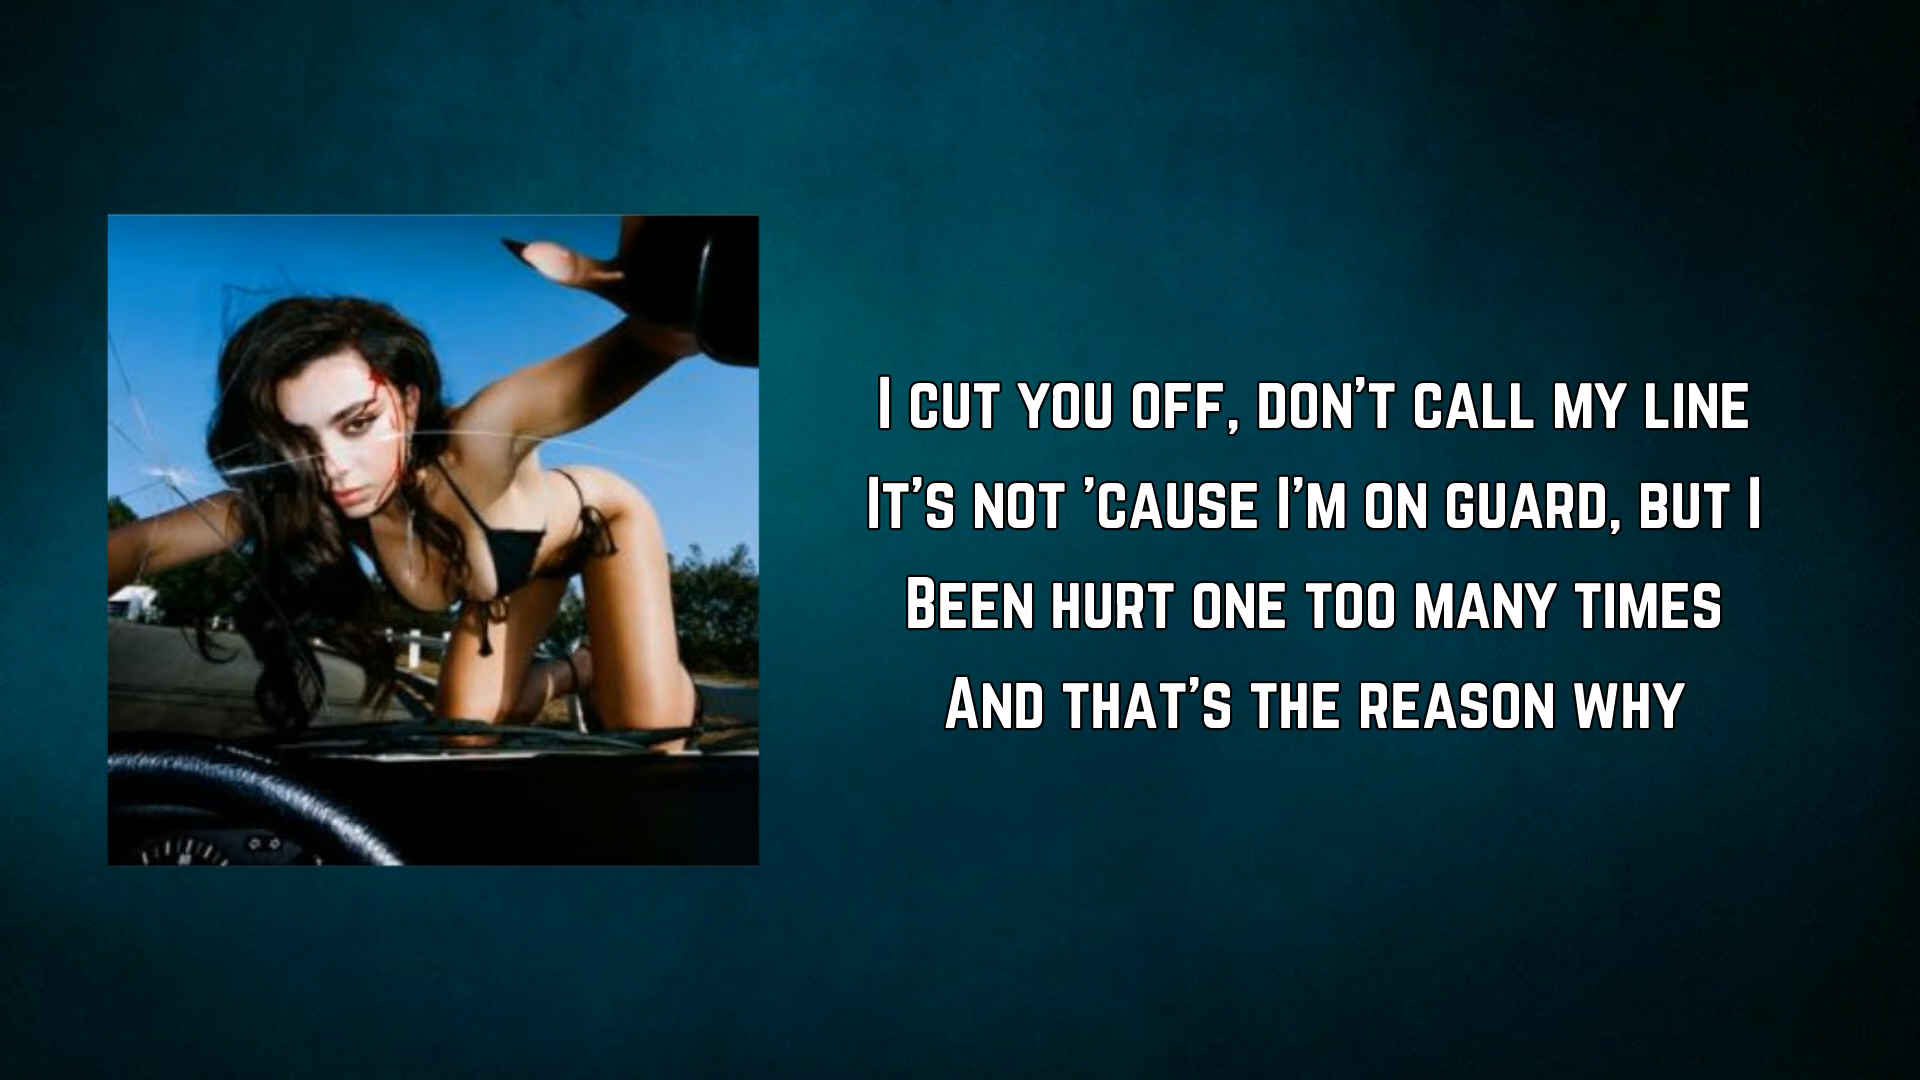 I cut you off, don't call my line
It's not 'cause I'm on guard, but I
Been hurt one too many times
And that's the reason why